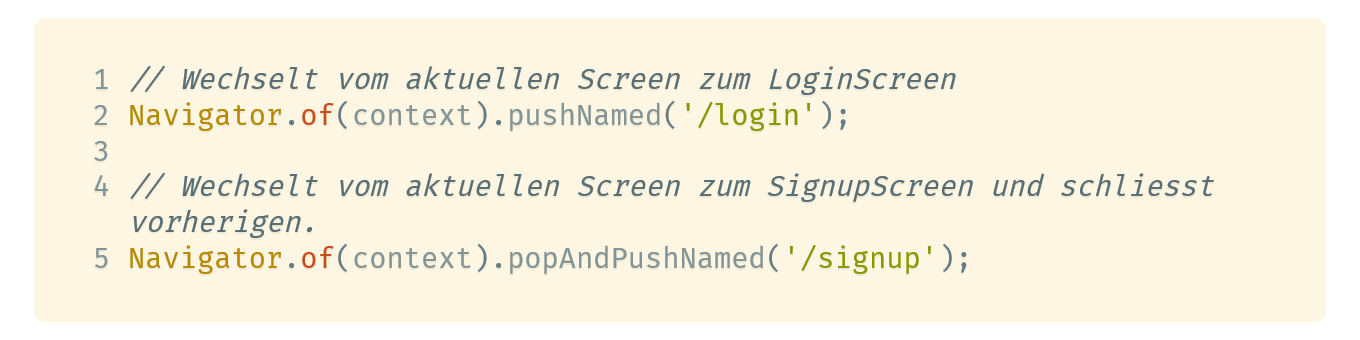 1 // Wechselt vom aktuellen Screen zum LoginScreen
2 Navigator.of(context).pushNamed('/login');
3
4 // Wechselt vom aktuellen Screen zum SignupScreen und schliesst
vorherigen.
5 Navigator.of(context).popAndPushNamed('/signup');